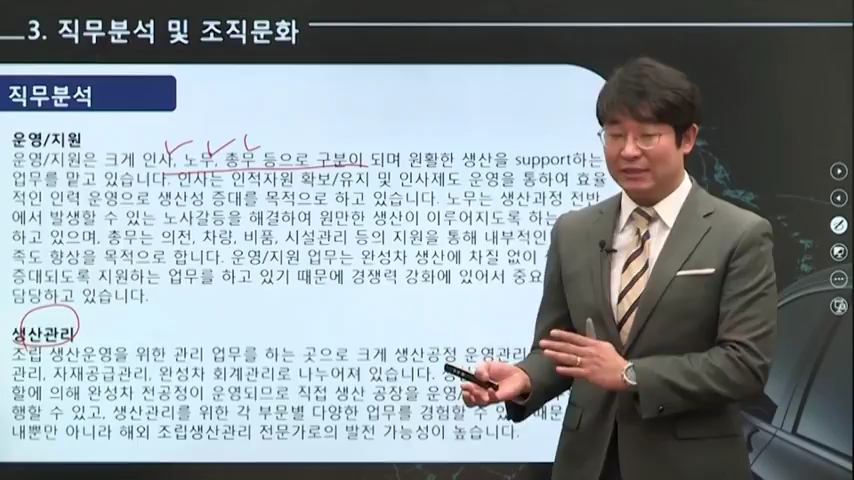 3. 직무분석 및 조직문화
직무분석
운영/지원
운영/지원은 크게 인사, 노무, 총무 등으로 구분이 되며 원활한 생산을 support하는
업무를 맡고 있습니다. 인사는 인적자원 확보/유지 및 인사제도 운영을 통하여 효율
적인 인력 운영으로 생산성 증대를 목적으로 하고 있습니다. 노무는 생산과정 전반
에서 발생할 수 있는 노사갈등을 해결하여 원만한 생산이 이루어지도록 하는
하고 있으며, 총무는 의전, 차량, 비품, 시설관리 등의 지원을 통해 내부적인
족도 향상을 목적으로 합니다. 운영/지원 업무는 완성차 생산에 차질 없이
증대되도록 지원하는 업무를 하고 있기 때문에 경쟁력 강화에 있어서 중요
담당하고 있습니다.
생산관리
조립 생산운영을 위한 관리 업무를 하는 곳으로 크게 생산공정 운영관리
관리, 자재공급관리, 완성차 회계관리로 나누어져 있습니다.
할에 의해 완성차 전공정이 운영되므로 직접 생산 공장을 운영
행할 수 있고, 생산관리를 위한 각 부문별 다양한 업무를 경험할 수
내뿐만 아니라 해외 조립생산관리 전문가로의 발전 가능성이 높습니다.